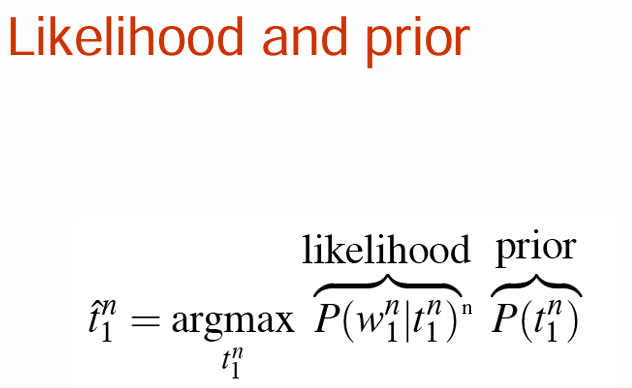 Likelihood and prior
likelihood prior
t̂₁ⁿ = argmax P(w₁ⁿ|t₁ⁿ)ⁿ P(t₁ⁿ)
t₁ⁿ